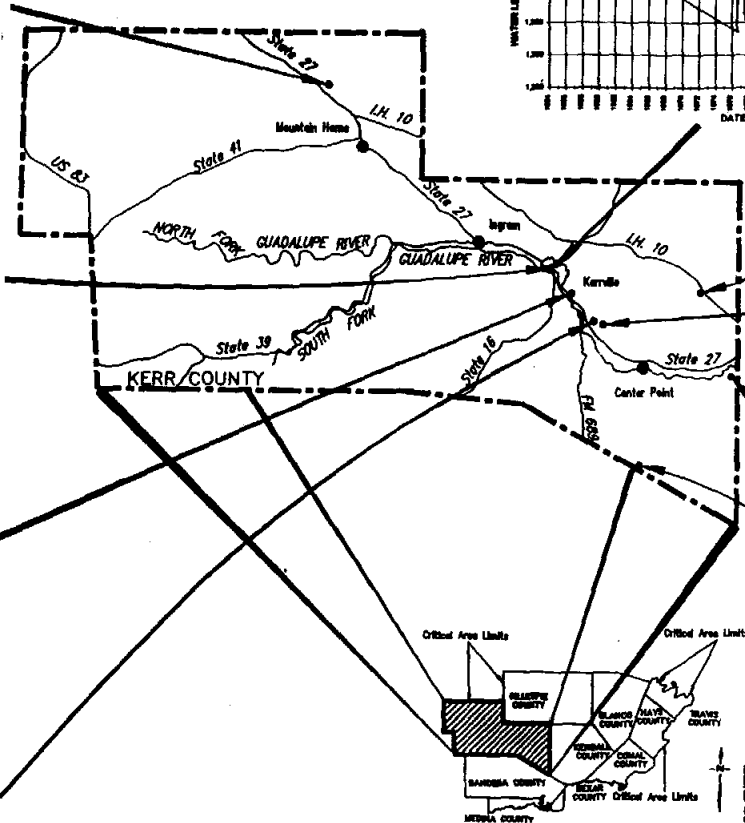 DATE
State 27
I.H. 10
Mountain Home
US 83
State 41
State 27
Ingram
I.H. 10
NORTH FORK
GUADALUPE RIVER
GUADALUPE RIVER
Kerrville
State 39
SOUTH FORK
State 16
State 27
KERR COUNTY
Center Point
FM 689
Critical Area Limits
Critical Area Limits
GILLESPIE COUNTY
BLANCO COUNTY
HAYS COUNTY
TRAVIS COUNTY
KENDALL COUNTY
COMAL COUNTY
BANDERA COUNTY
BEXAR COUNTY
Critical Area Limits
MEDINA COUNTY
N